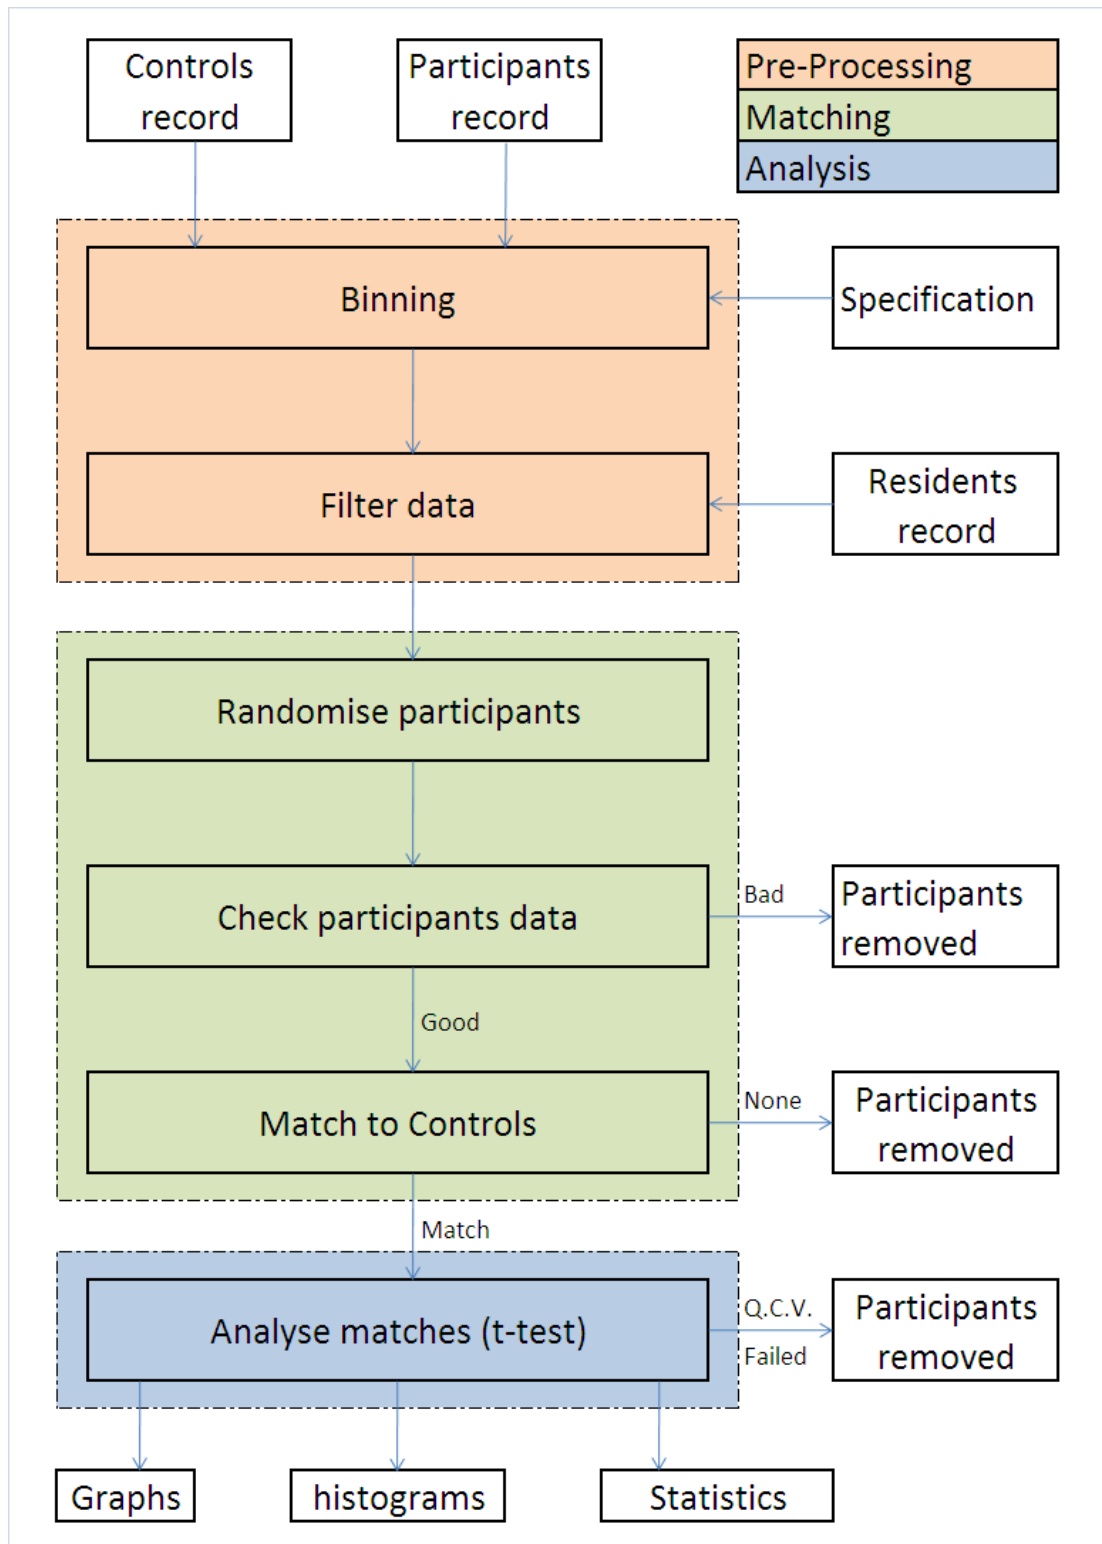 Controls
record
Participants
record
Pre-Processing
Matching
Analysis
Binning
Specification
Filter data
Residents
record
Randomise participants
Check participants data
Bad
Participants
removed
Good
Match to Controls
None
Participants
removed
Match
Analyse matches (t-test)
Q.C.V.
Failed
Participants
removed
Graphs
histograms
Statistics